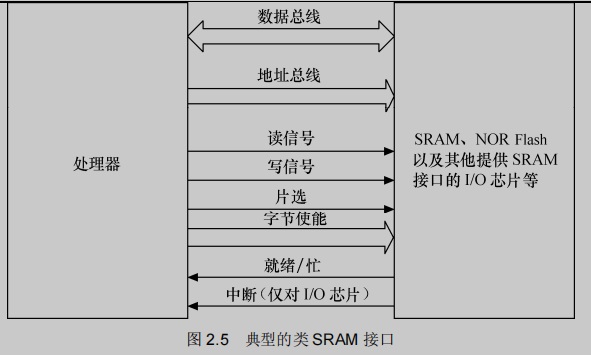 数据总线
地址总线
读信号
写信号
片选
字节使能
就绪/忙
中断(仅对 I/O 芯片)
处理器
SRAM、NOR Flash
以及其他提供 SRAM
接口的 I/O 芯片等
图 2.5 典型的类 SRAM 接口